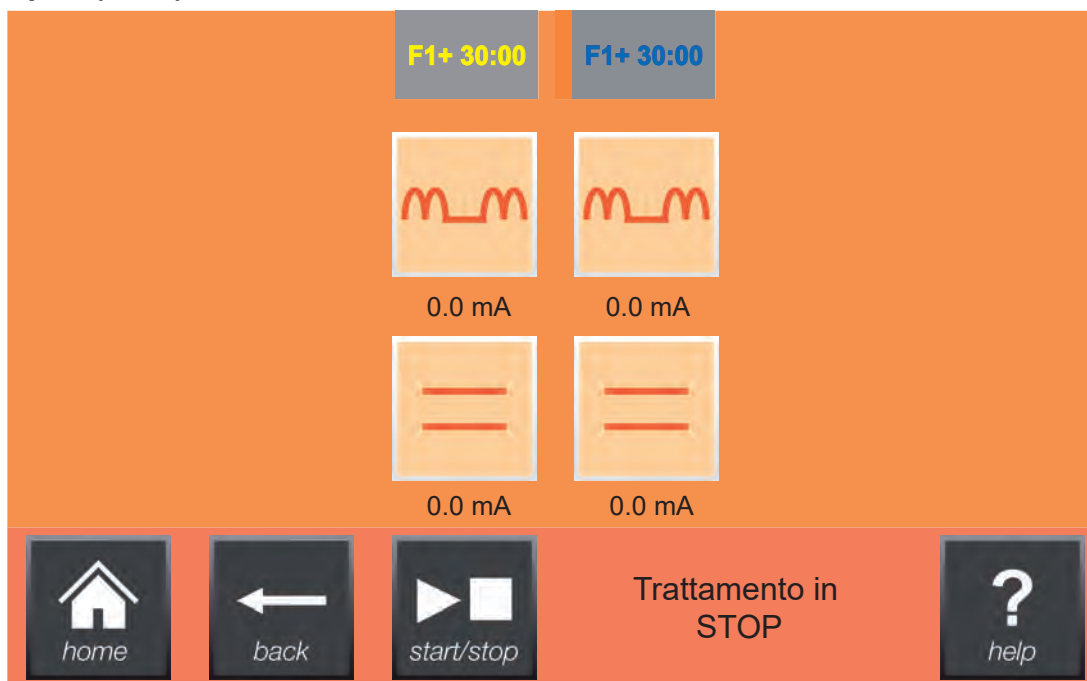 F1+ 30:00 F1+ 30:00
0.0 mA 0.0 mA
0.0 mA 0.0 mA
Trattamento in
STOP
home back start/stop help